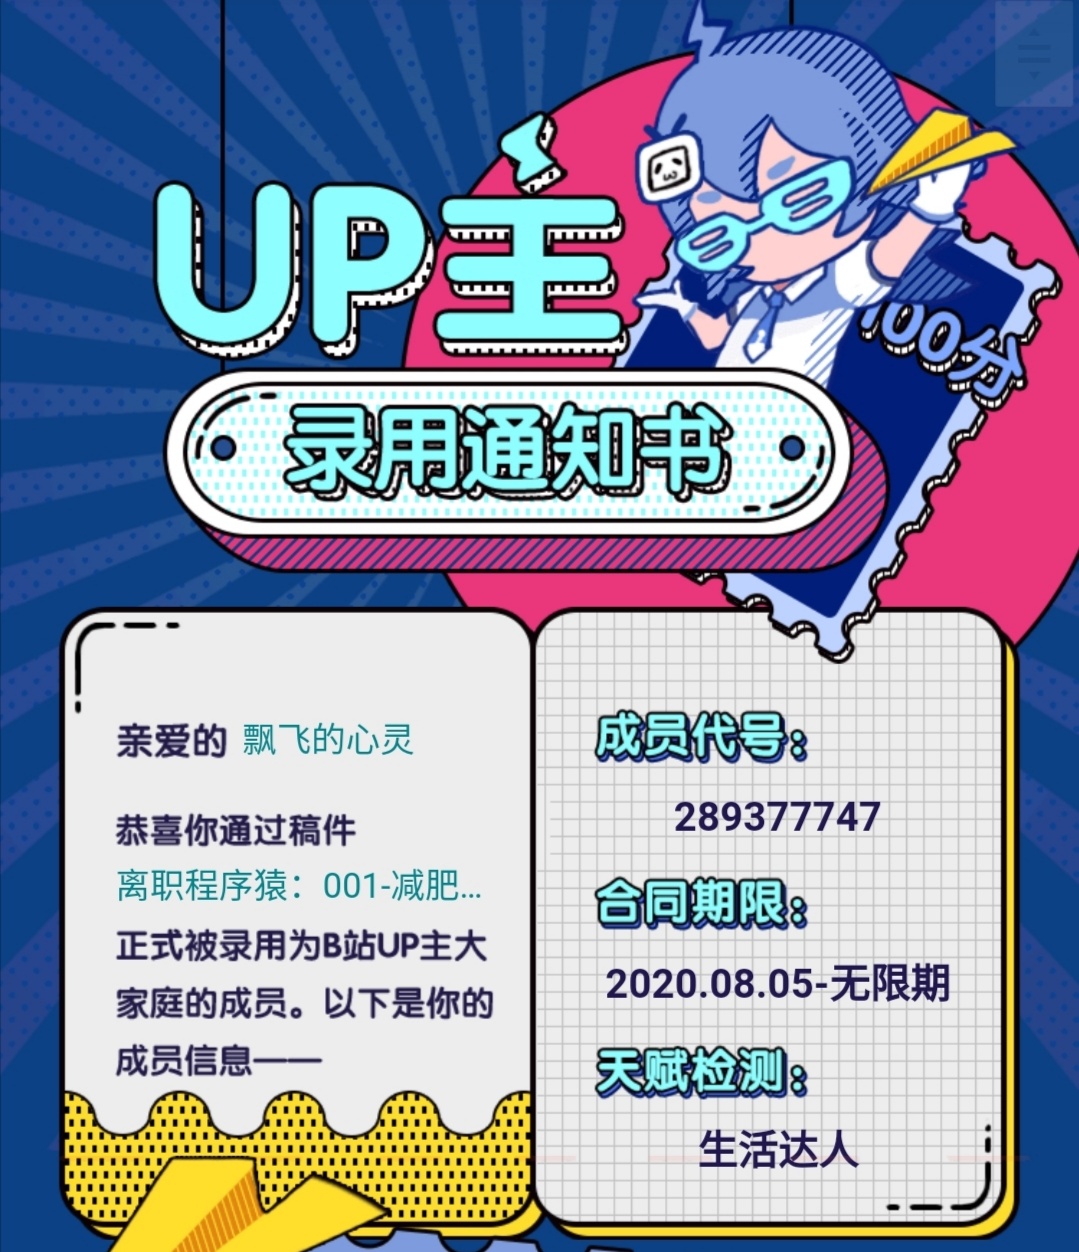 UP主
100分
录用通知书
亲爱的 飘飞的心灵
恭喜你通过稿件
离职程序猿：001-减肥...
正式被录用为B站UP主大
家庭的成员。以下是你的
成员信息——
成员代号：
289377747
合同期限：
2020.08.05-无限期
天赋检测：
生活达人